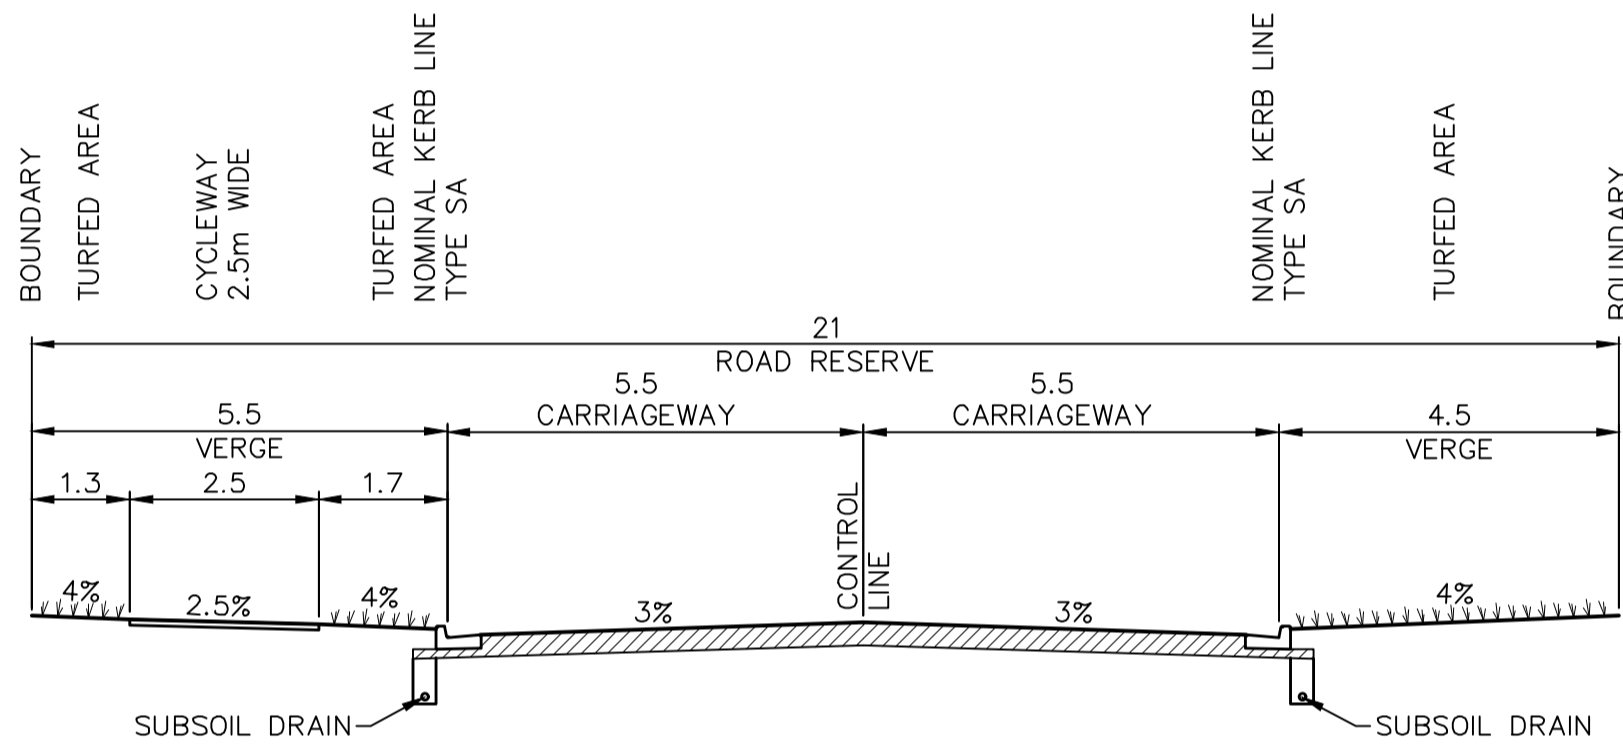 BOUNDARY
TURFED AREA
CYCLEWAY
2.5m WIDE
TURFED AREA
NOMINAL KERB LINE
TYPE SA
NOMINAL KERB LINE
TYPE SA
TURFED AREA
BOUNDARY
21
ROAD RESERVE
5.5
VERGE
5.5
CARRIAGEWAY
5.5
CARRIAGEWAY
4.5
VERGE
1.3
2.5
1.7
CONTROL
LINE
4%
2.5%
4%
3%
3%
4%
SUBSOIL DRAIN
SUBSOIL DRAIN